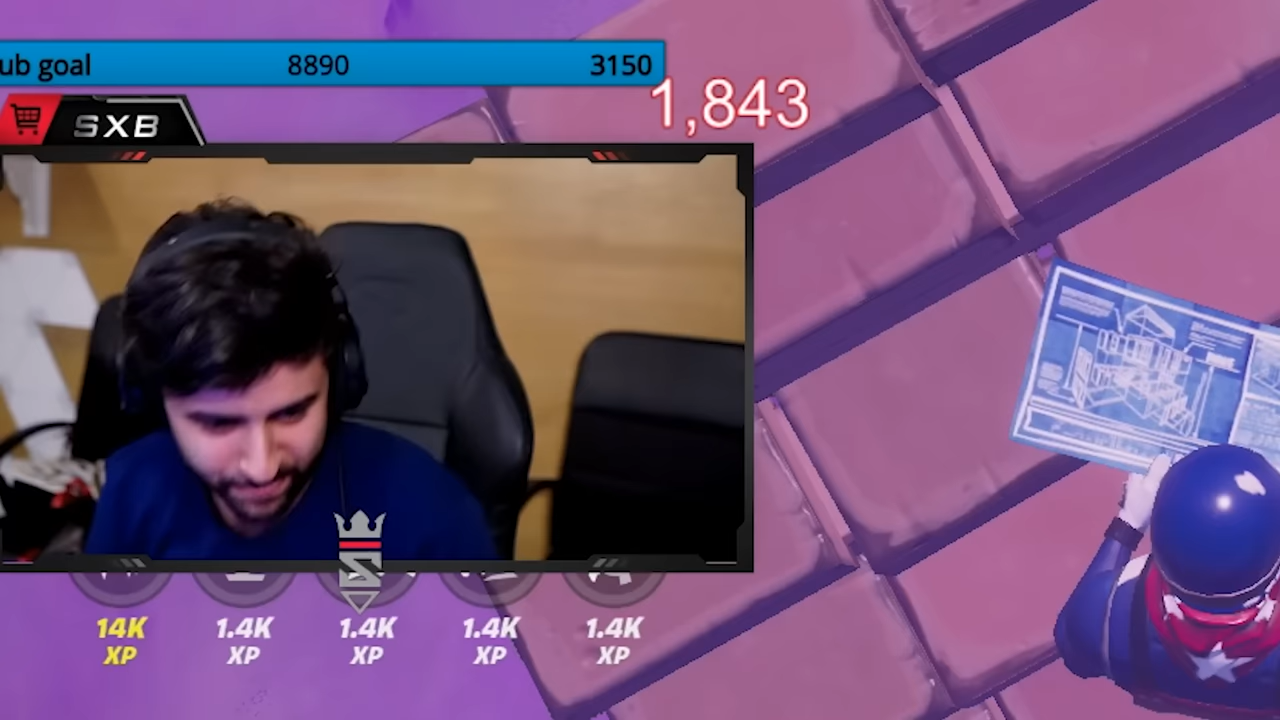 ub goal 8890 3150
1,843
SXB
14K 1.4K 1.4K 1.4K 1.4K
XP XP XP XP XP